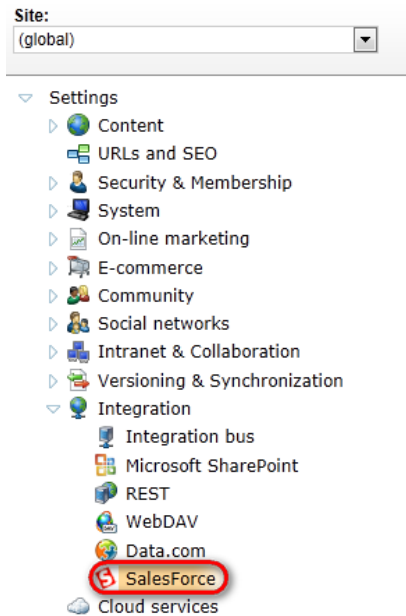 Site:
(global)
Settings
Content
URLs and SEO
Security & Membership
System
On-line marketing
E-commerce
Community
Social networks
Intranet & Collaboration
Versioning & Synchronization
Integration
Integration bus
Microsoft SharePoint
REST
WebDAV
Data.com
SalesForce
Cloud services